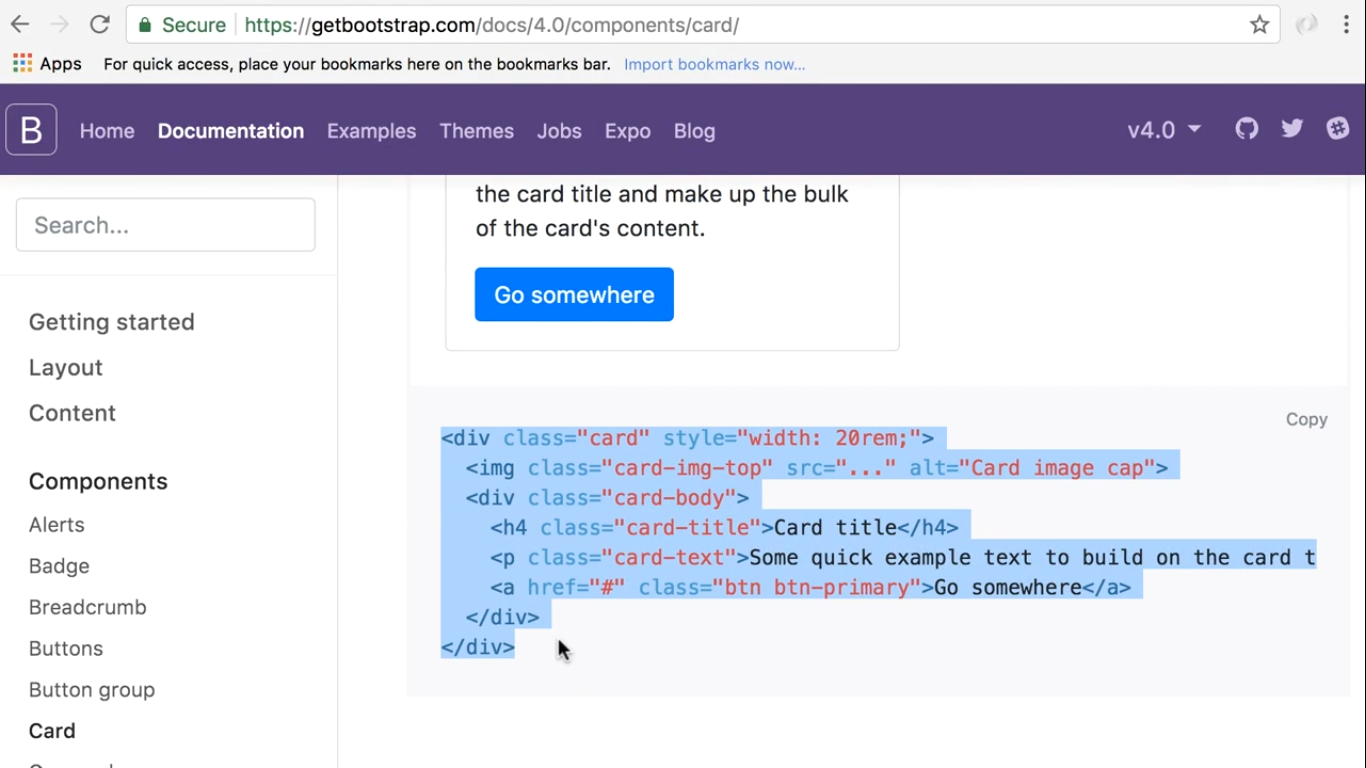 Secure https://getbootstrap.com/docs/4.0/components/card/
Apps For quick access, place your bookmarks here on the bookmarks bar. Import bookmarks now...
B Home Documentation Examples Themes Jobs Expo Blog v4.0
Search...
Getting started
Layout
Content
Components
Alerts
Badge
Breadcrumb
Buttons
Button group
Card
the card title and make up the bulk
of the card's content.
Go somewhere
Copy
<div class="card" style="width: 20rem;">
  <img class="card-img-top" src="..." alt="Card image cap">
  <div class="card-body">
    <h4 class="card-title">Card title</h4>
    <p class="card-text">Some quick example text to build on the card t
    <a href="#" class="btn btn-primary">Go somewhere</a>
  </div>
</div>